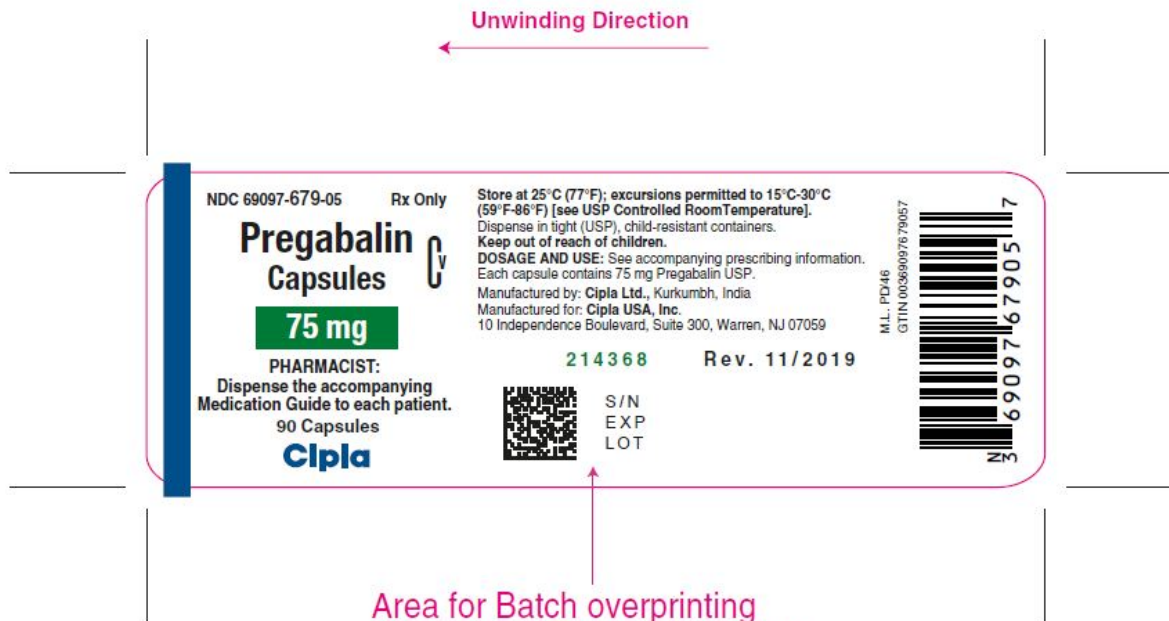 Unwinding Direction
NDC 69097-679-05 Rx Only
Pregabalin CV
Capsules
75 mg
PHARMACIST:
Dispense the accompanying
Medication Guide to each patient.
90 Capsules
Cipla
Store at 25°C (77°F); excursions permitted to 15°C-30°C
(59°F-86°F) [see USP Controlled RoomTemperature].
Dispense in tight (USP), child-resistant containers.
Keep out of reach of children.
DOSAGE AND USE: See accompanying prescribing information.
Each capsule contains 75 mg Pregabalin USP.
Manufactured by: Cipla Ltd., Kurkumbh, India
Manufactured for: Cipla USA, Inc.
10 Independence Boulevard, Suite 300, Warren, NJ 07059
214368 Rev. 11/2019
S/N
EXP
LOT
M.L. PD/46
GTIN 00369097679057
N
3 69097 67905 7
Area for Batch overprinting